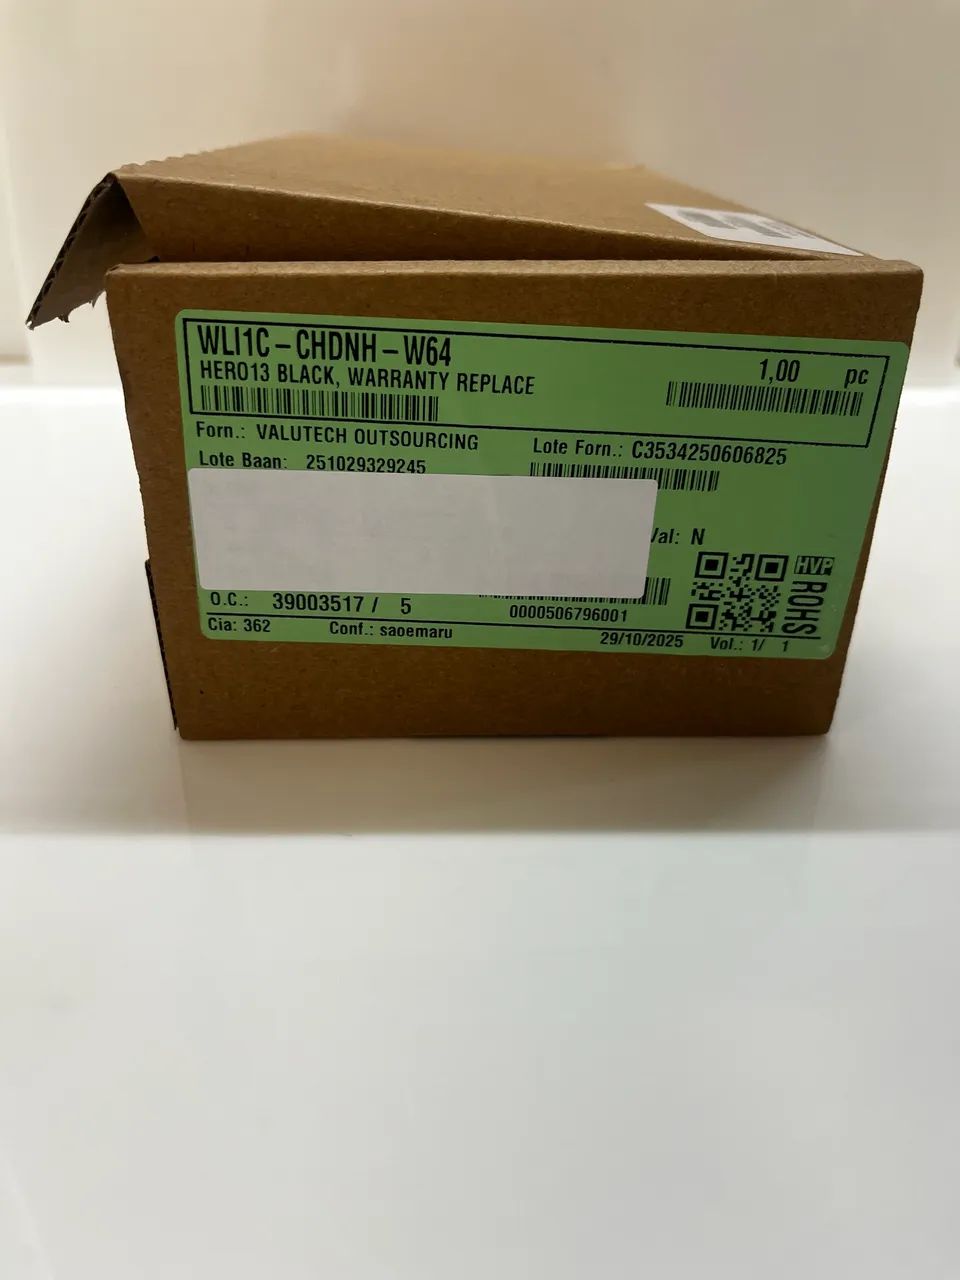 WLI1C-CHDNH-W64
HERO13 BLACK, WARRANTY REPLACE
1,00 pc
Forn.: VALUTECH OUTSOURCING
Lote Forn.: C3534250606825
Lote Baan: 251029329245
Val: N
HVP
ROHS
O.C.: 39003517 / 5
0000506796001
Cia: 362
Conf.: saoemaru
29/10/2025
Vol.: 1/ 1